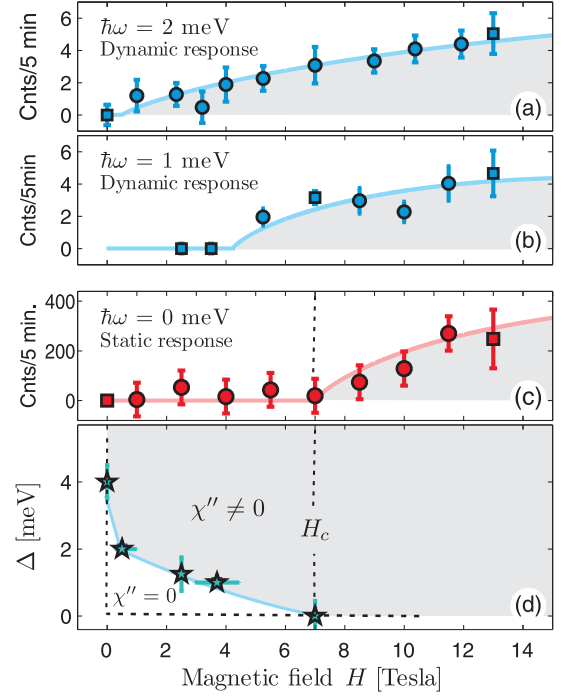 ħω = 2 meV
Dynamic response
Cnts/5 min
6
4
2
0
(a)
ħω = 1 meV
Dynamic response
Cnts/5min
6
4
2
0
(b)
ħω = 0 meV
Static response
Cnts/5 min.
400
200
0
(c)
χ″ ≠ 0
H_c
χ″ = 0
Δ [meV]
4
2
0
(d)
0 2 4 6 8 10 12 14
Magnetic field H [Tesla]